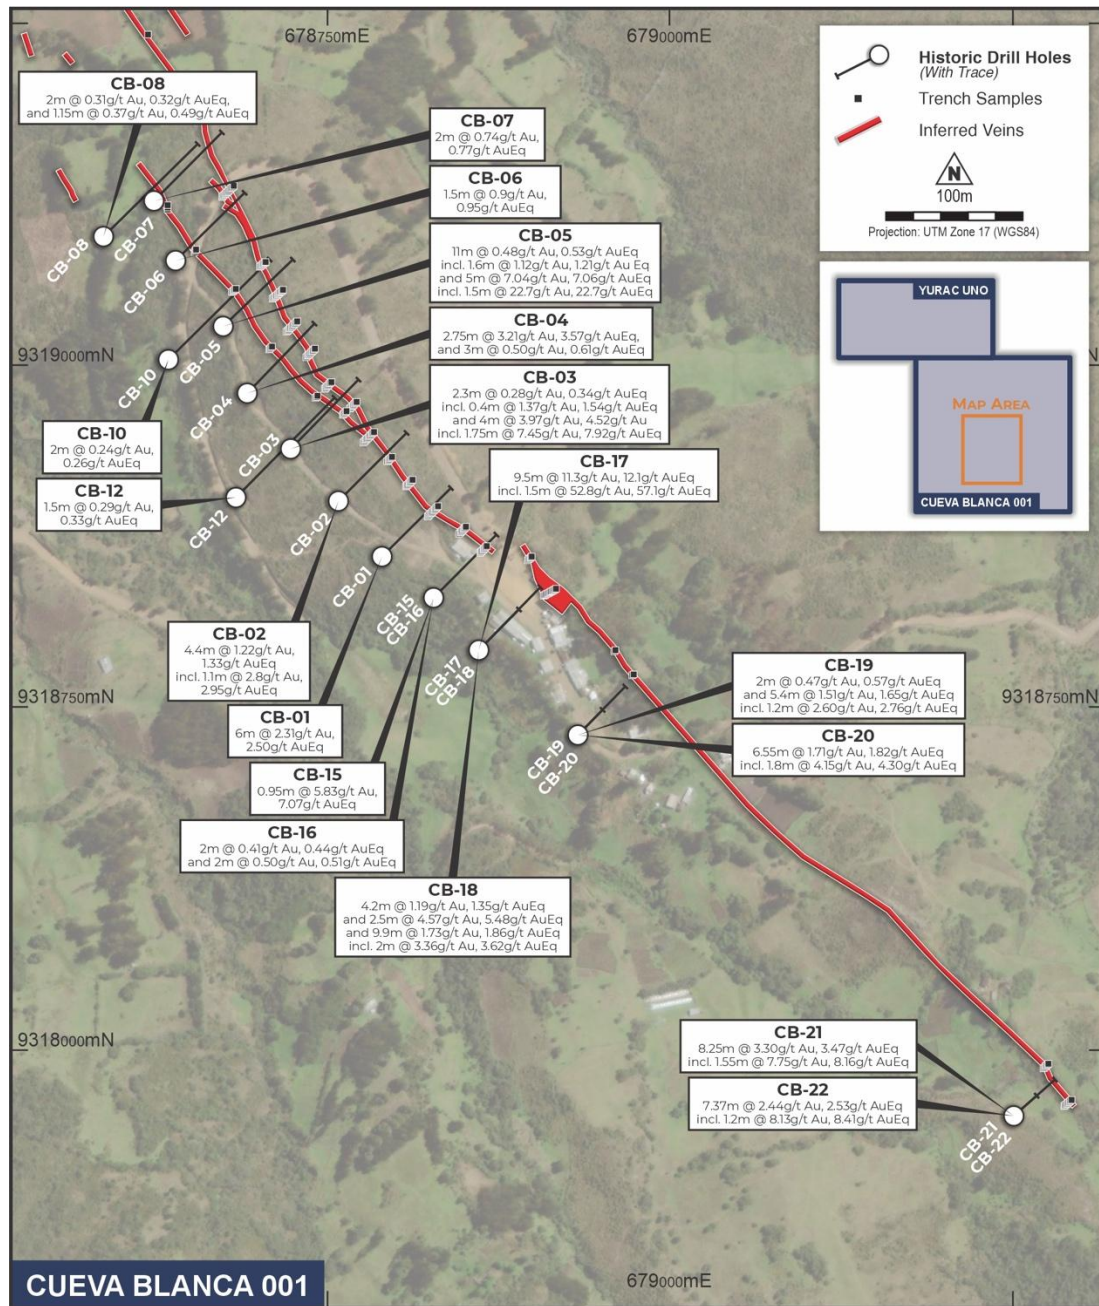 678750mE
679000mE
CB-08
2m @ 0.31g/t Au, 0.32g AuEq,
and 1.15m @ 0.37g/t Au, 0.49g/t AuEq
CB-07
2m @ 0.74g/t Au,
0.77g/t AuEq
CB-06
1.5m @ 0.9g/t Au,
0.95g/t AuEq
CB-05
11m @ 0.48g/t Au, 0.53g/t AuEq
incl. 1.6m @ 1.12g/t Au, 1.21g/t Au Eq
and 5m @ 7.04g/t Au, 7.06g/t AuEq
incl. 1.5m @ 22.7g/t Au, 22.7g/t AuEq
CB-04
2.75m @ 3.21g/t Au, 3.57g/t AuEq,
and 3m @ 0.50g/t Au, 0.61g/t AuEq
CB-03
2.3m @ 0.28g/t Au, 0.34g/t AuEq
incl. 0.4m @ 1.37g/t Au, 1.54g/t AuEq
and 4m @ 3.97g/t Au, 4.52g/t Au
incl. 1.75m @ 7.45g/t Au, 7.92g/t AuEq
CB-17
9.5m @ 11.3g/t Au, 12.1g/t AuEq
incl. 1.5m @ 52.8g/t Au, 57.1g/t AuEq
Historic Drill Holes
(With Trace)
Trench Samples
Inferred Veins
N
100m
Projection: UTM Zone 17 (WGS84)
YURAC UNO
MAP AREA
CUEVA BLANCA 001
CB-08
CB-07
CB-06
9319000mN
CB-05
CB-10
CB-04
CB-03
CB-12
CB-02
CB-01
CB-15
CB-16
CB-17
CB-18
CB-19
CB-20
CB-10
2m @ 0.24g/t Au,
0.26g/t AuEq
CB-12
1.5m @ 0.29g/t Au,
0.33g/t AuEq
CB-02
4.4m @ 1.22g/t Au,
1.33g/t AuEq
incl. 1.1m @ 2.8g/t Au,
2.95g/t AuEq
9318750mN
9318750mN
CB-01
6m @ 2.31g/t Au,
2.50g/t AuEq
CB-15
0.95m @ 5.83g/t Au,
7.07g/t AuEq
CB-16
2m @ 0.41g/t Au, 0.44g/t AuEq
and 2m @ 0.50g/t Au, 0.51g/t AuEq
CB-18
4.2m @ 1.19g/t Au, 1.35g/t AuEq
and 2.5m @ 4.57g/t Au, 5.48g/t AuEq
and 9.9m @ 1.73g/t Au, 1.86g/t AuEq
incl. 2m @ 3.36g/t Au, 3.62g/t AuEq
CB-19
2m @ 0.47g/t Au, 0.57g/t AuEq
and 5.4m @ 1.51g/t Au, 1.65g/t AuEq
incl. 1.2m @ 2.60g/t Au, 2.76g/t AuEq
CB-20
6.55m @ 1.71g/t Au, 1.82g/t AuEq
incl. 1.8m @ 4.15g/t Au, 4.30g/t AuEq
9318000mN
CB-21
8.25m @ 3.30g/t Au, 3.47g/t AuEq
incl. 1.55m @ 7.75g/t Au, 8.16g/t AuEq
CB-22
7.37m @ 2.44g/t Au, 2.53g/t AuEq
incl. 1.2m @ 8.13g/t Au, 8.41g/t AuEq
CB-21
CB-22
679000mE
CUEVA BLANCA 001